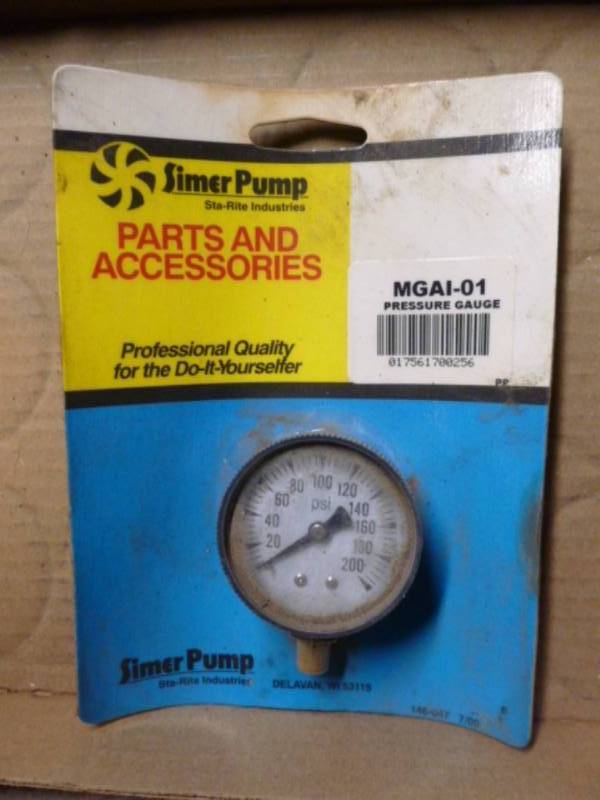 Simer Pump
Sta-Rite Industries
PARTS AND
ACCESSORIES
MGAI-01
PRESSURE GAUGE
017561700256
PP
Professional Quality
for the Do-It-Yourselfer
20 40 60 80 100 120 140 160 180 200
psi
Simer Pump
Sta-Rite Industries
DELAVAN, WI 53115